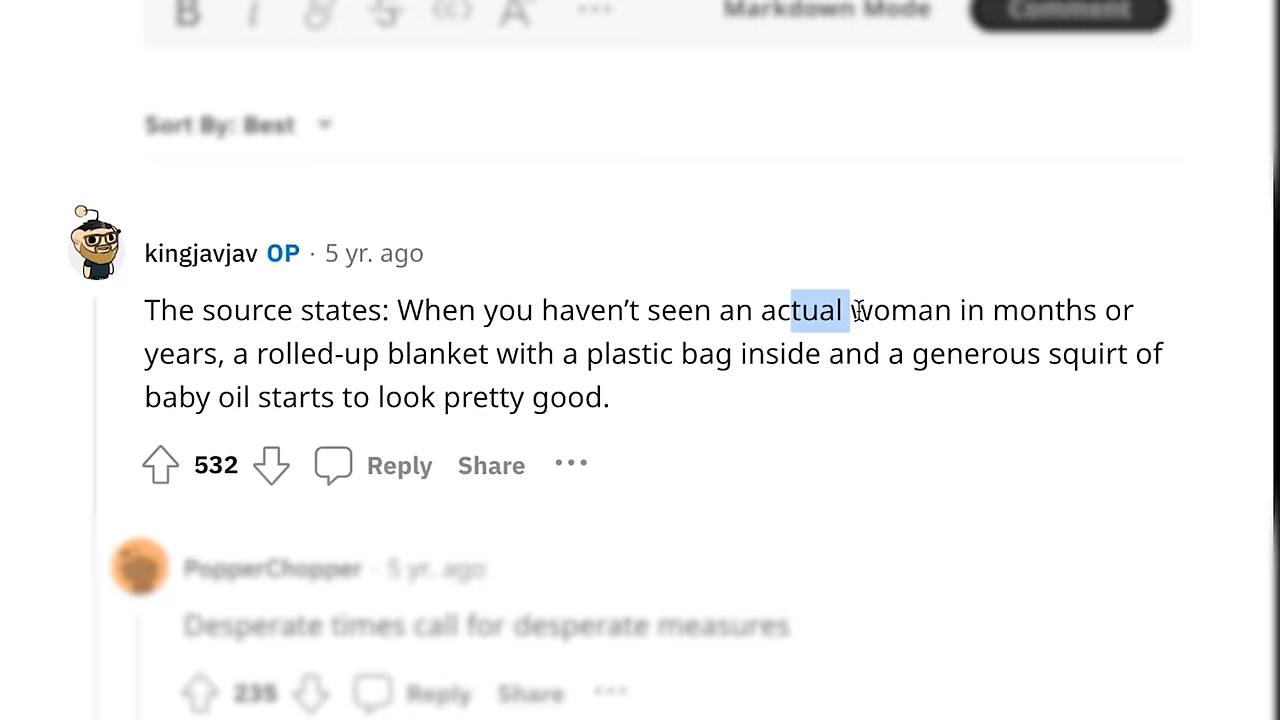 B i S A ...
Markdown Mode Comment
Sort By: Best
kingjavjav OP · 5 yr. ago
The source states: When you haven’t seen an actual woman in months or
years, a rolled-up blanket with a plastic bag inside and a generous squirt of
baby oil starts to look pretty good.
532 Reply Share ...
PopperChopper · 5 yr. ago
Desperate times call for desperate measures
235 Reply Share ...